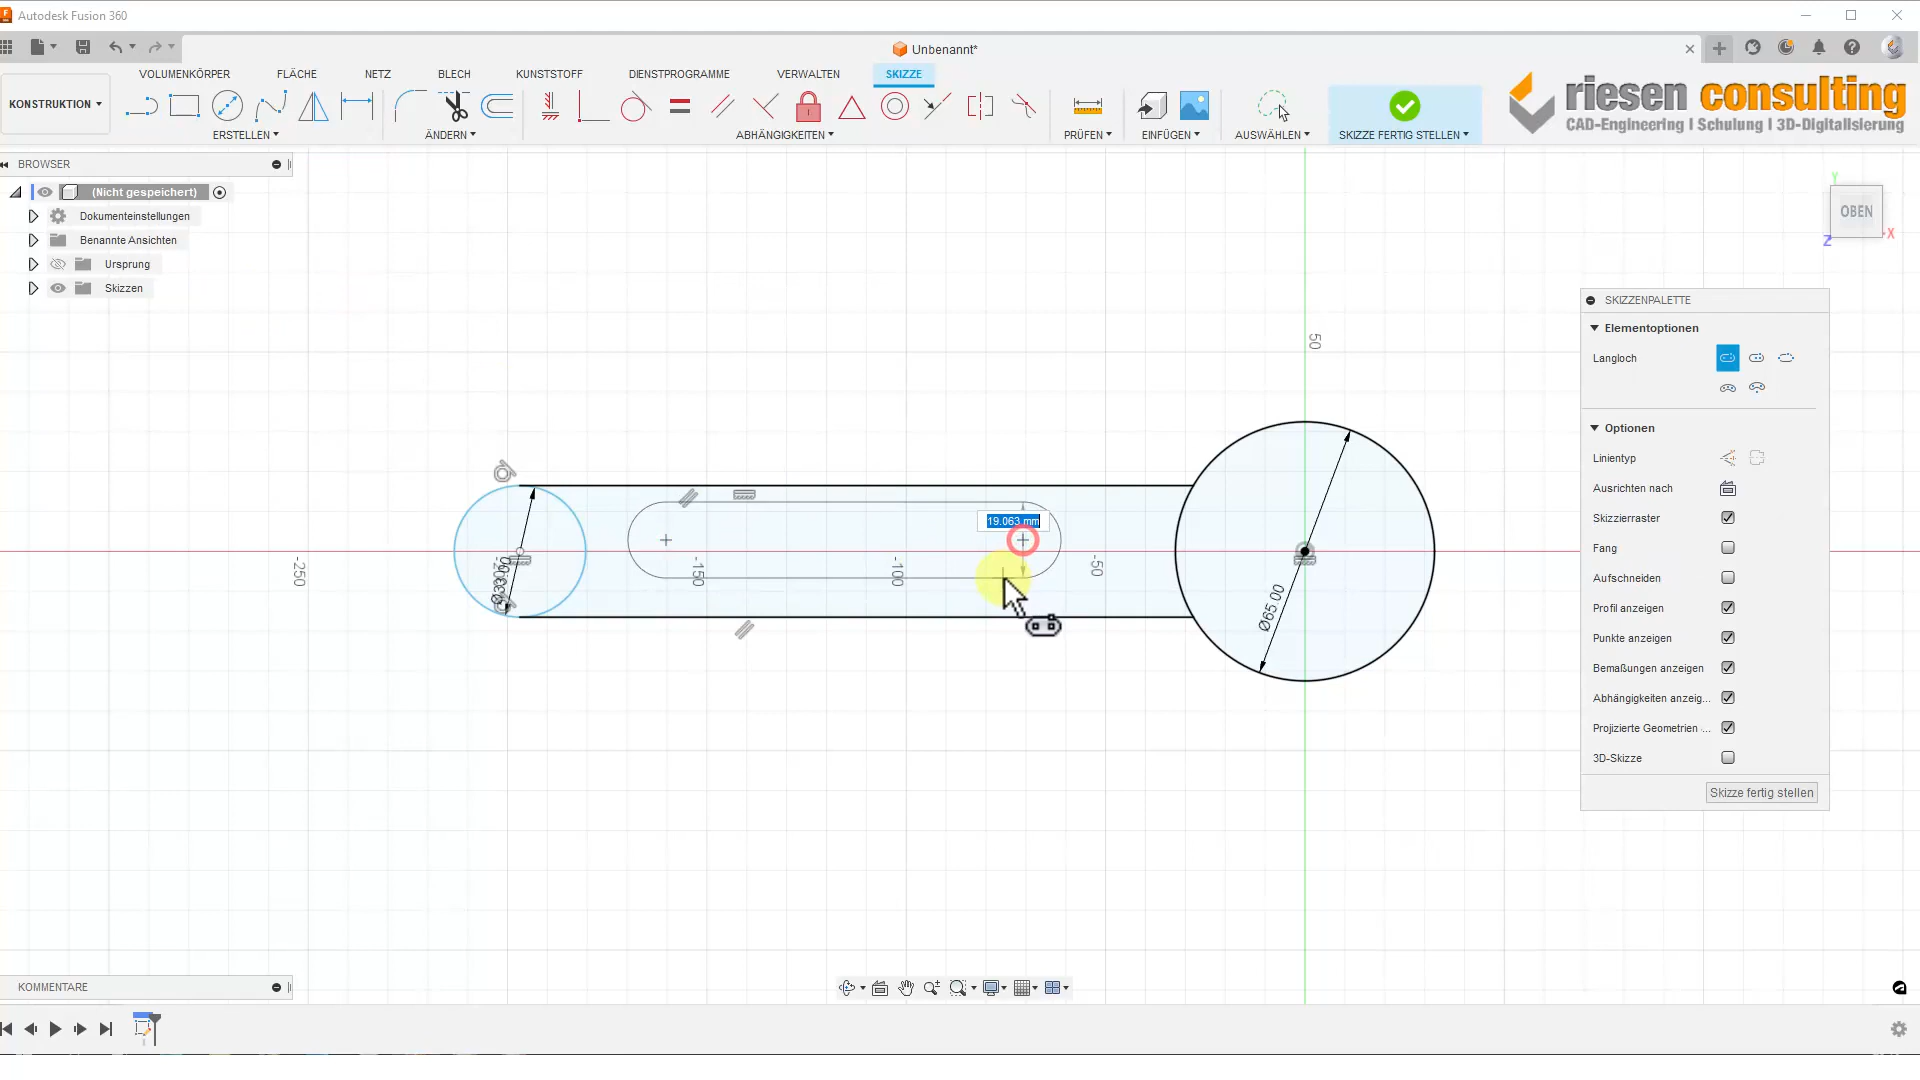 Autodesk Fusion 360
Unbenannt*
VOLUMENKÖRPER FLÄCHE NETZ BLECH KUNSTSTOFF DIENSTPROGRAMME VERWALTEN SKIZZE
KONSTRUKTION
ERSTELLEN ÄNDERN ABHÄNGIGKEITEN PRÜFEN EINFÜGEN AUSWÄHLEN SKIZZE FERTIG STELLEN
riesen consulting
CAD-Engineering I Schulung I 3D-Digitalisierung
BROWSER
(Nicht gespeichert)
Dokumenteinstellungen
Benannte Ansichten
Ursprung
Skizzen
Y
OBEN
X
Z
50
SKIZZENPALETTE
Elementoptionen
Langloch
Optionen
Linientyp
Ausrichten nach
Skizzierraster
Fang
Aufschneiden
Profil anzeigen
Punkte anzeigen
Bemaßungen anzeigen
Abhängigkeiten anzeig...
Projizierte Geometrien ...
3D-Skizze
Skizze fertig stellen
19.063 mm
-250
-150
-100
-50
Ø65.00
KOMMENTARE